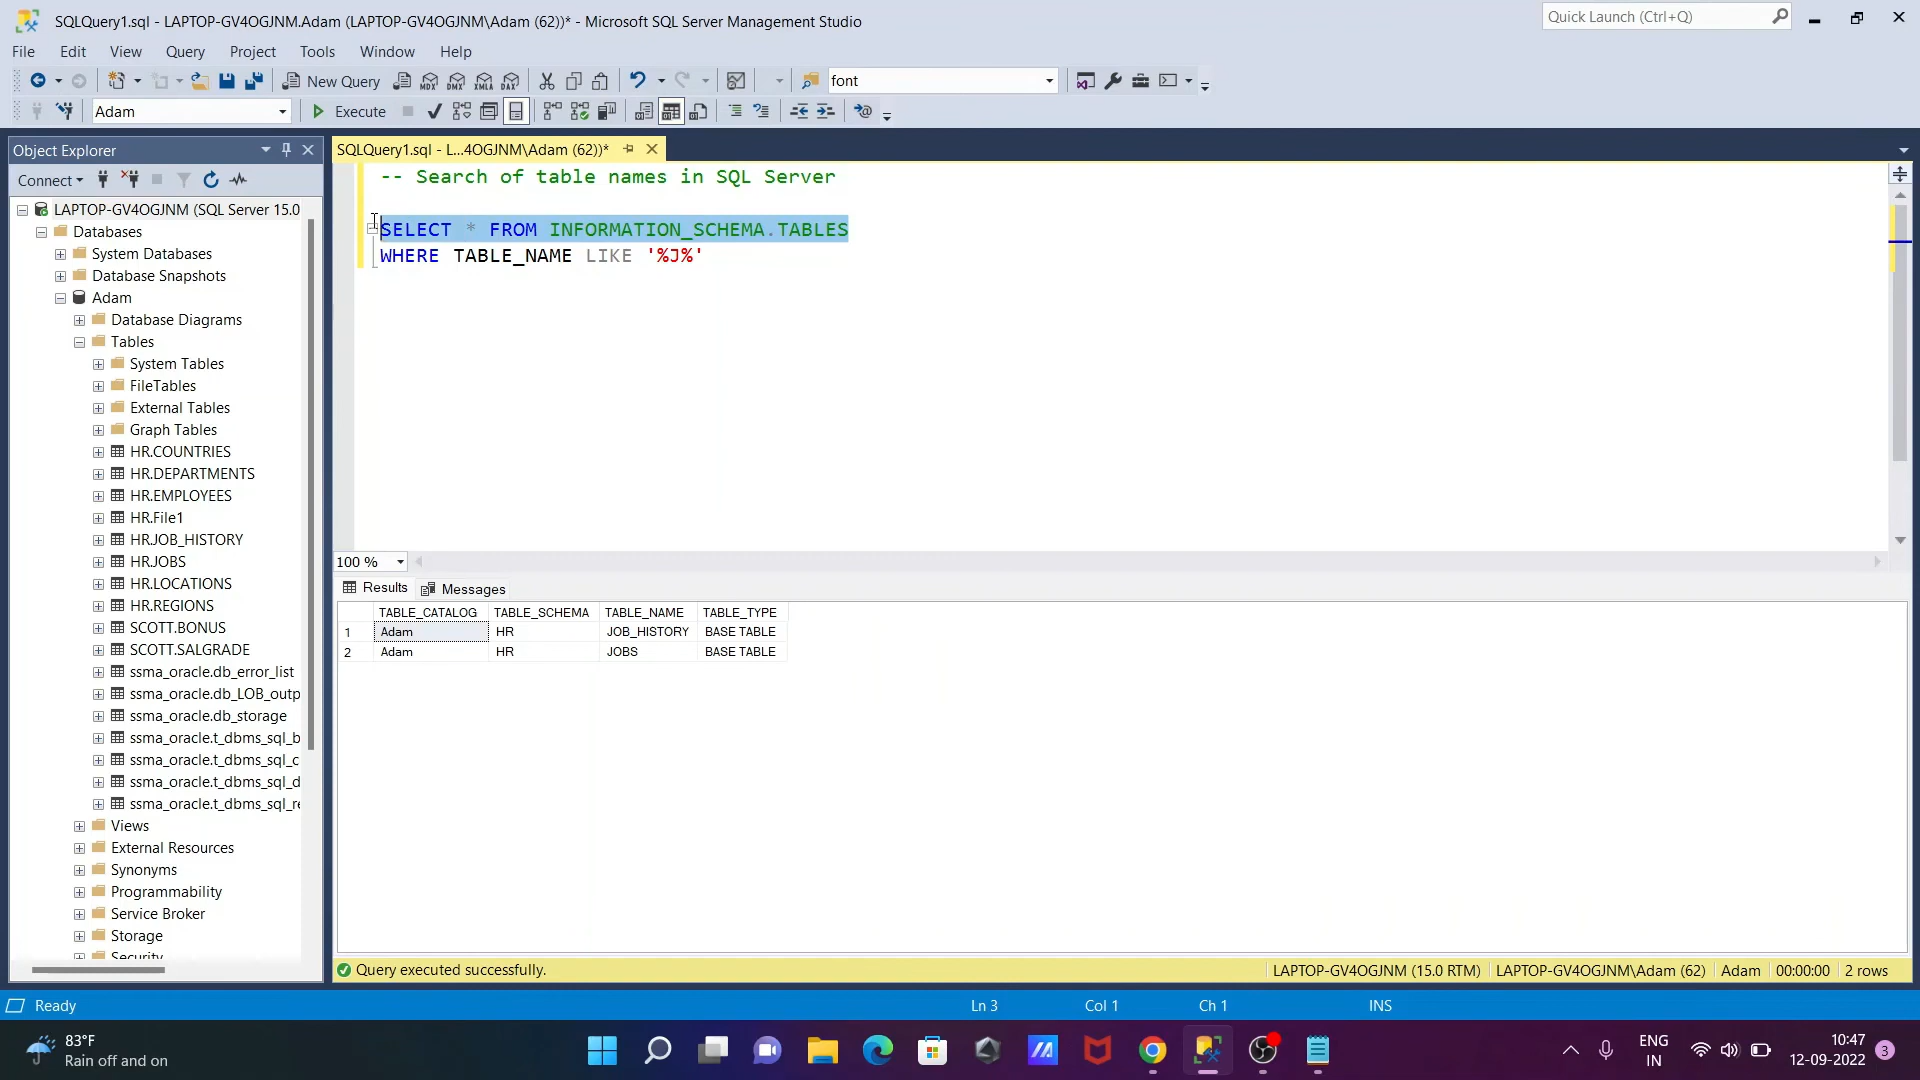 SQLQuery1.sql - LAPTOP-GV4OGJNM.Adam (LAPTOP-GV4OGJNM\Adam (62))* - Microsoft SQL Server Management Studio
Quick Launch (Ctrl+Q)
File Edit View Query Project Tools Window Help
New Query
MDX DMX XMLA DAX
font
Adam
Execute
Object Explorer
Connect
LAPTOP-GV4OGJNM (SQL Server 15.0
Databases
System Databases
Database Snapshots
Adam
Database Diagrams
Tables
System Tables
FileTables
External Tables
Graph Tables
HR.COUNTRIES
HR.DEPARTMENTS
HR.EMPLOYEES
HR.File1
HR.JOB_HISTORY
HR.JOBS
HR.LOCATIONS
HR.REGIONS
SCOTT.BONUS
SCOTT.SALGRADE
ssma_oracle.db_error_list
ssma_oracle.db_LOB_outp
ssma_oracle.db_storage
ssma_oracle.t_dbms_sql_b
ssma_oracle.t_dbms_sql_c
ssma_oracle.t_dbms_sql_d
ssma_oracle.t_dbms_sql_re
Views
External Resources
Synonyms
Programmability
Service Broker
Storage
Security
SQLQuery1.sql - L...4OGJNM\Adam (62))*
-- Search of table names in SQL Server
SELECT * FROM INFORMATION_SCHEMA.TABLES
WHERE TABLE_NAME LIKE '%J%'
100 %
Results Messages
TABLE_CATALOG TABLE_SCHEMA TABLE_NAME TABLE_TYPE
1 Adam HR JOB_HISTORY BASE TABLE
2 Adam HR JOBS BASE TABLE
Query executed successfully.
LAPTOP-GV4OGJNM (15.0 RTM) LAPTOP-GV4OGJNM\Adam (62) Adam 00:00:00 2 rows
Ready
Ln 3 Col 1 Ch 1 INS
83°F
Rain off and on
ENG
IN
10:47
12-09-2022
3